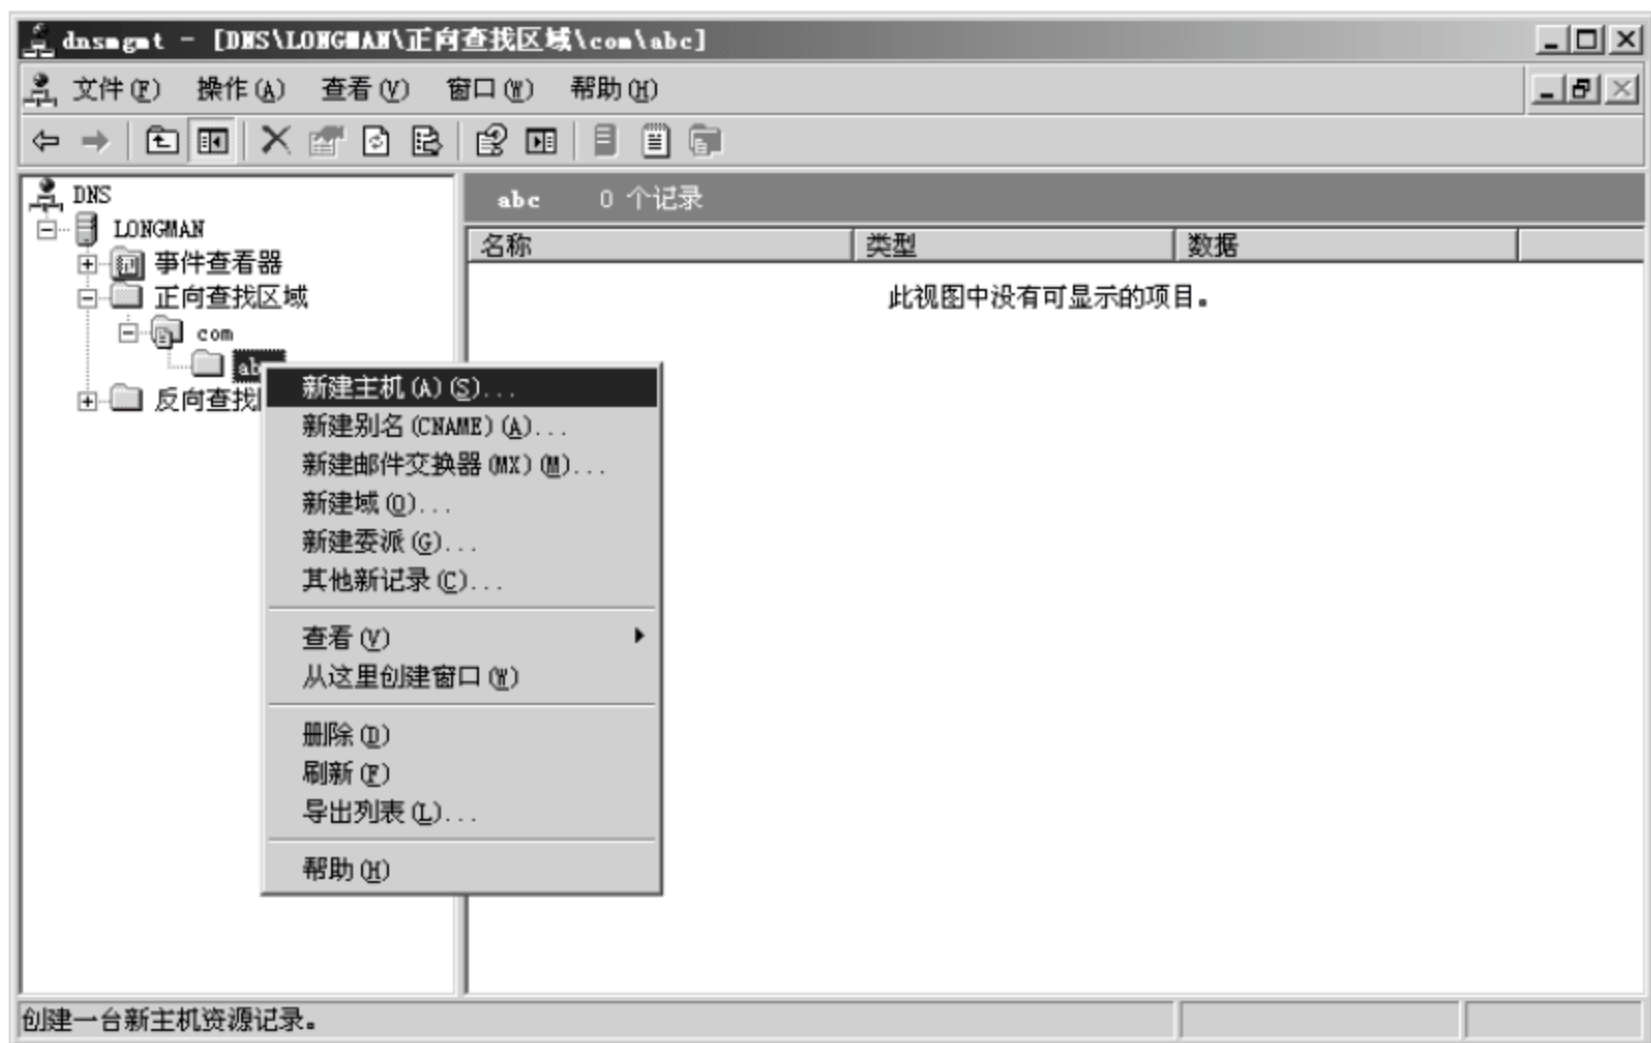 dnsmgmt - [DNS\LONGMAN\正向查找区域\com\abc]
文件(F) 操作(A) 查看(V) 窗口(W) 帮助(H)
DNS
LONGMAN
事件查看器
正向查找区域
com
反向查找
abc 0 个记录
名称 类型 数据
此视图中没有可显示的项目。
新建主机(A)(S)...
新建别名(CNAME)(A)...
新建邮件交换器(MX)(M)...
新建域(O)...
新建委派(G)...
其他新记录(C)...
查看(V)
从这里创建窗口(W)
删除(D)
刷新(F)
导出列表(L)...
帮助(H)
创建一台新主机资源记录。